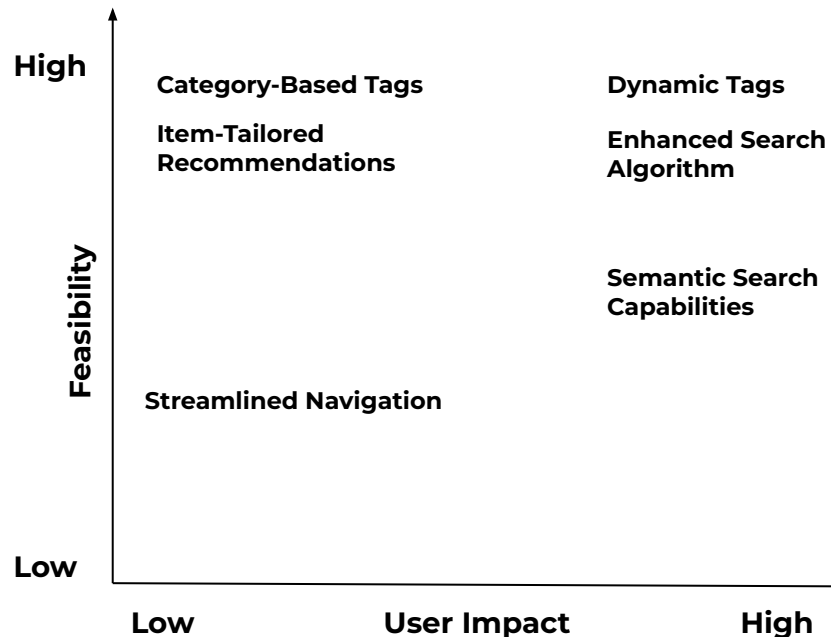 High
Category-Based Tags
Dynamic Tags
Item-Tailored
Recommendations
Enhanced Search
Algorithm
Feasibility
Semantic Search
Capabilities
Streamlined Navigation
Low
Low
User Impact
High